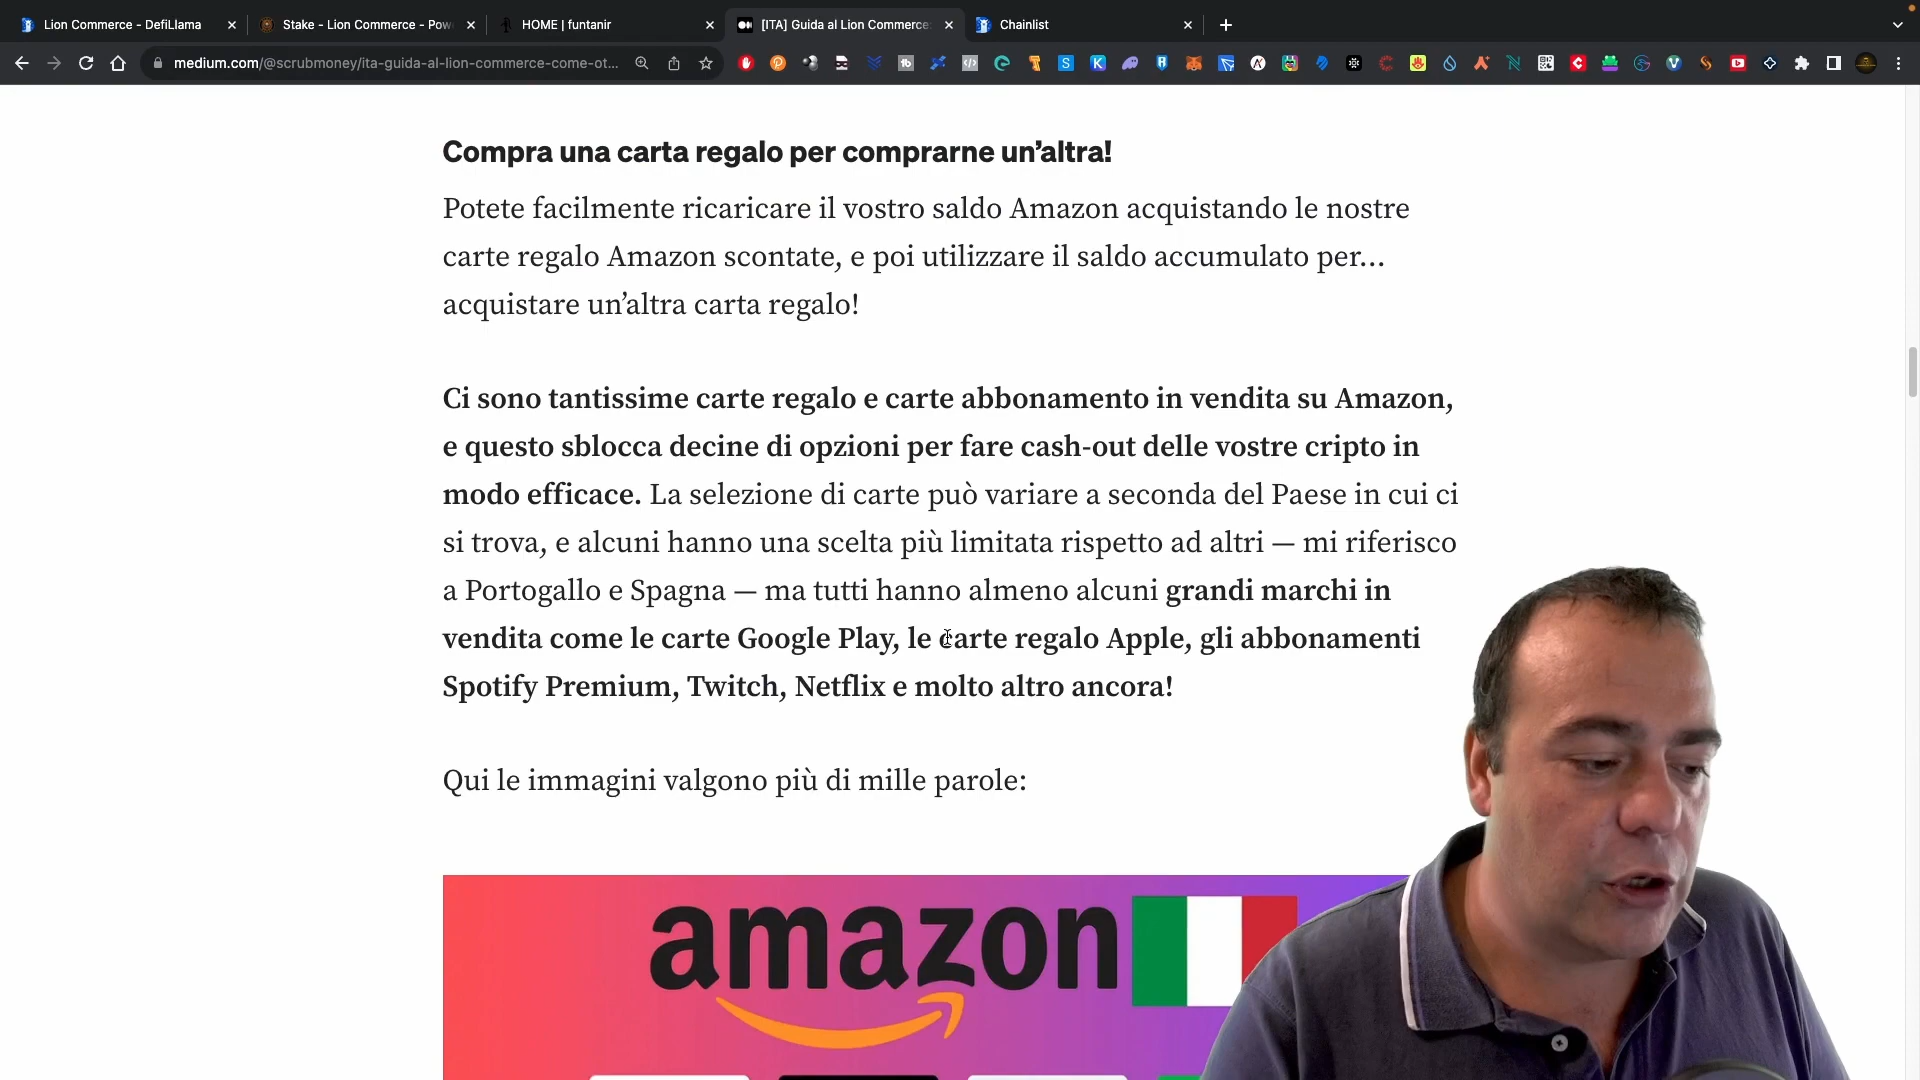 Lion Commerce - DefiLlama
Stake - Lion Commerce - Pow
HOME | funtanir
[ITA] Guida al Lion Commerce:
Chainlist
medium.com/@scrubmoney/ita-guida-al-lion-commerce-come-ot...
Compra una carta regalo per comprarne un’altra!
Potete facilmente ricaricare il vostro saldo Amazon acquistando le nostre
carte regalo Amazon scontate, e poi utilizzare il saldo accumulato per…
acquistare un’altra carta regalo!
Ci sono tantissime carte regalo e carte abbonamento in vendita su Amazon,
e questo sblocca decine di opzioni per fare cash-out delle vostre cripto in
modo efficace. La selezione di carte può variare a seconda del Paese in cui ci
si trova, e alcuni hanno una scelta più limitata rispetto ad altri — mi riferisco
a Portogallo e Spagna — ma tutti hanno almeno alcuni grandi marchi in
vendita come le carte Google Play, le carte regalo Apple, gli abbonamenti
Spotify Premium, Twitch, Netflix e molto altro ancora!
Qui le immagini valgono più di mille parole:
amazon